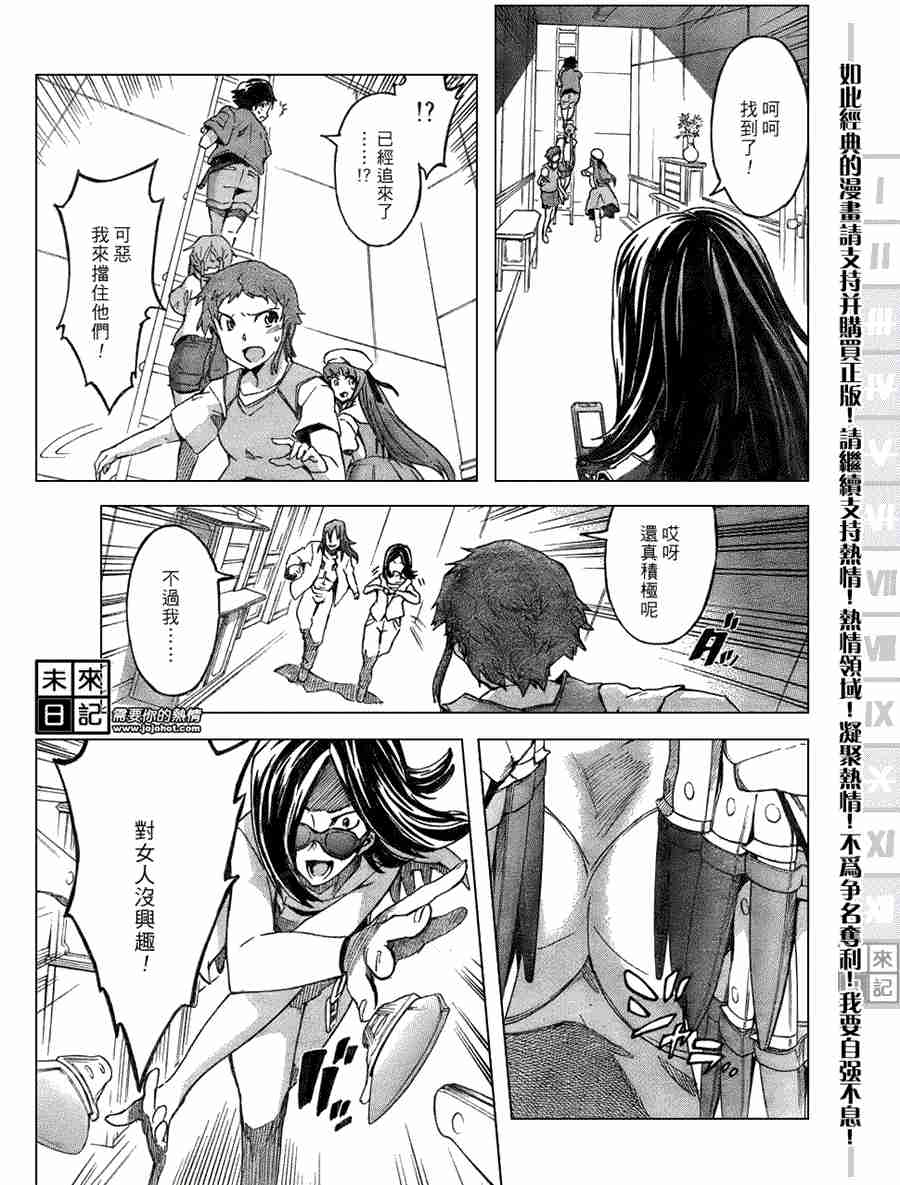 呵呵
找到了！
!?
已經追來了
……!?
可惡
我來擋住他們！
哎呀
還真積極呢
ダッ
不過我……
對女人沒興趣！
未來
日記
需要你的熱情
www.jojohot.com
如此經典的漫畫請支持并購買正版！請繼續支持熱情！熱情領域！凝聚熱情！不爲争名奪利！我要自强不息！
I
II
III
IV
V
VI
VII
VIII
IX
X
XI
來
記